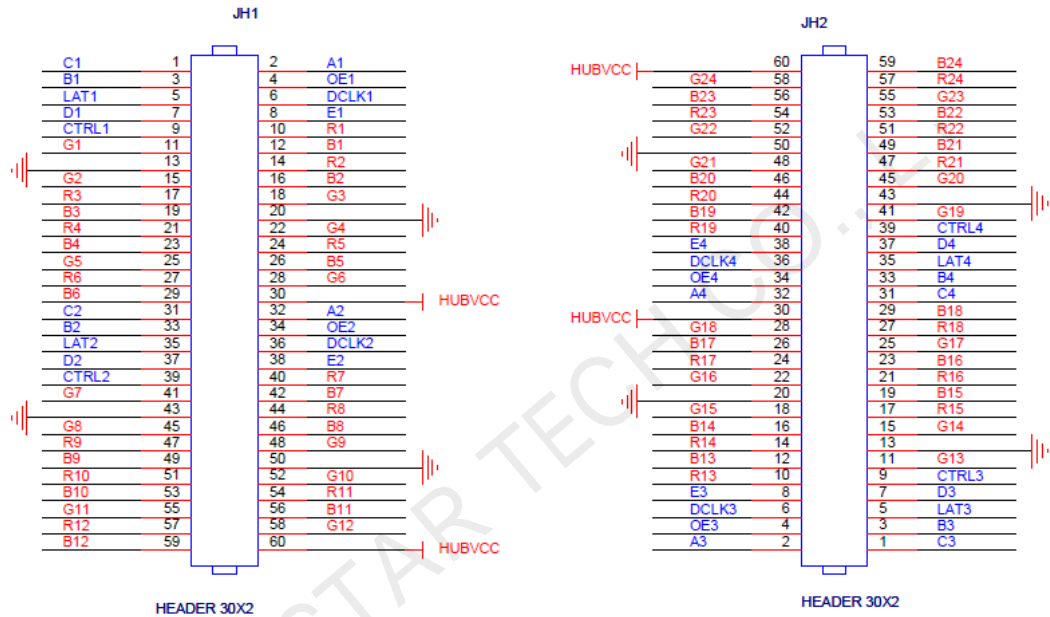 JH1
C1 1 2 A1
B1 3 4 OE1
LAT1 5 6 DCLK1
D1 7 8 E1
CTRL1 9 10 R1
G1 11 12 B1
13 14 R2
G2 15 16 B2
R3 17 18 G3
B3 19 20
R4 21 22 G4
B4 23 24 R5
G5 25 26 B5
R6 27 28 G6
B6 29 30 HUBVCC
C2 31 32 A2
B2 33 34 OE2
LAT2 35 36 DCLK2
D2 37 38 E2
CTRL2 39 40 R7
G7 41 42 B7
43 44 R8
G8 45 46 B8
R9 47 48 G9
B9 49 50
R10 51 52 G10
B10 53 54 R11
G11 55 56 B11
R12 57 58 G12
B12 59 60 HUBVCC
HEADER 30X2
JH2
HUBVCC 60 59 B24
G24 58 57 R24
B23 56 55 G23
R23 54 53 B22
G22 52 51 R22
50 49 B21
G21 48 47 R21
B20 46 45 G20
R20 44 43
B19 42 41 G19
R19 40 39 CTRL4
E4 38 37 D4
DCLK4 36 35 LAT4
OE4 34 33 B4
A4 32 31 C4
HUBVCC 30 29 B18
G18 28 27 R18
B17 26 25 G17
R17 24 23 B16
G16 22 21 R16
20 19 B15
G15 18 17 R15
B14 16 15 G14
R14 14 13
B13 12 11 G13
R13 10 9 CTRL3
E3 8 7 D3
DCLK3 6 5 LAT3
OE3 4 3 B3
A3 2 1 C3
HEADER 30X2
STAR TECH CO., L